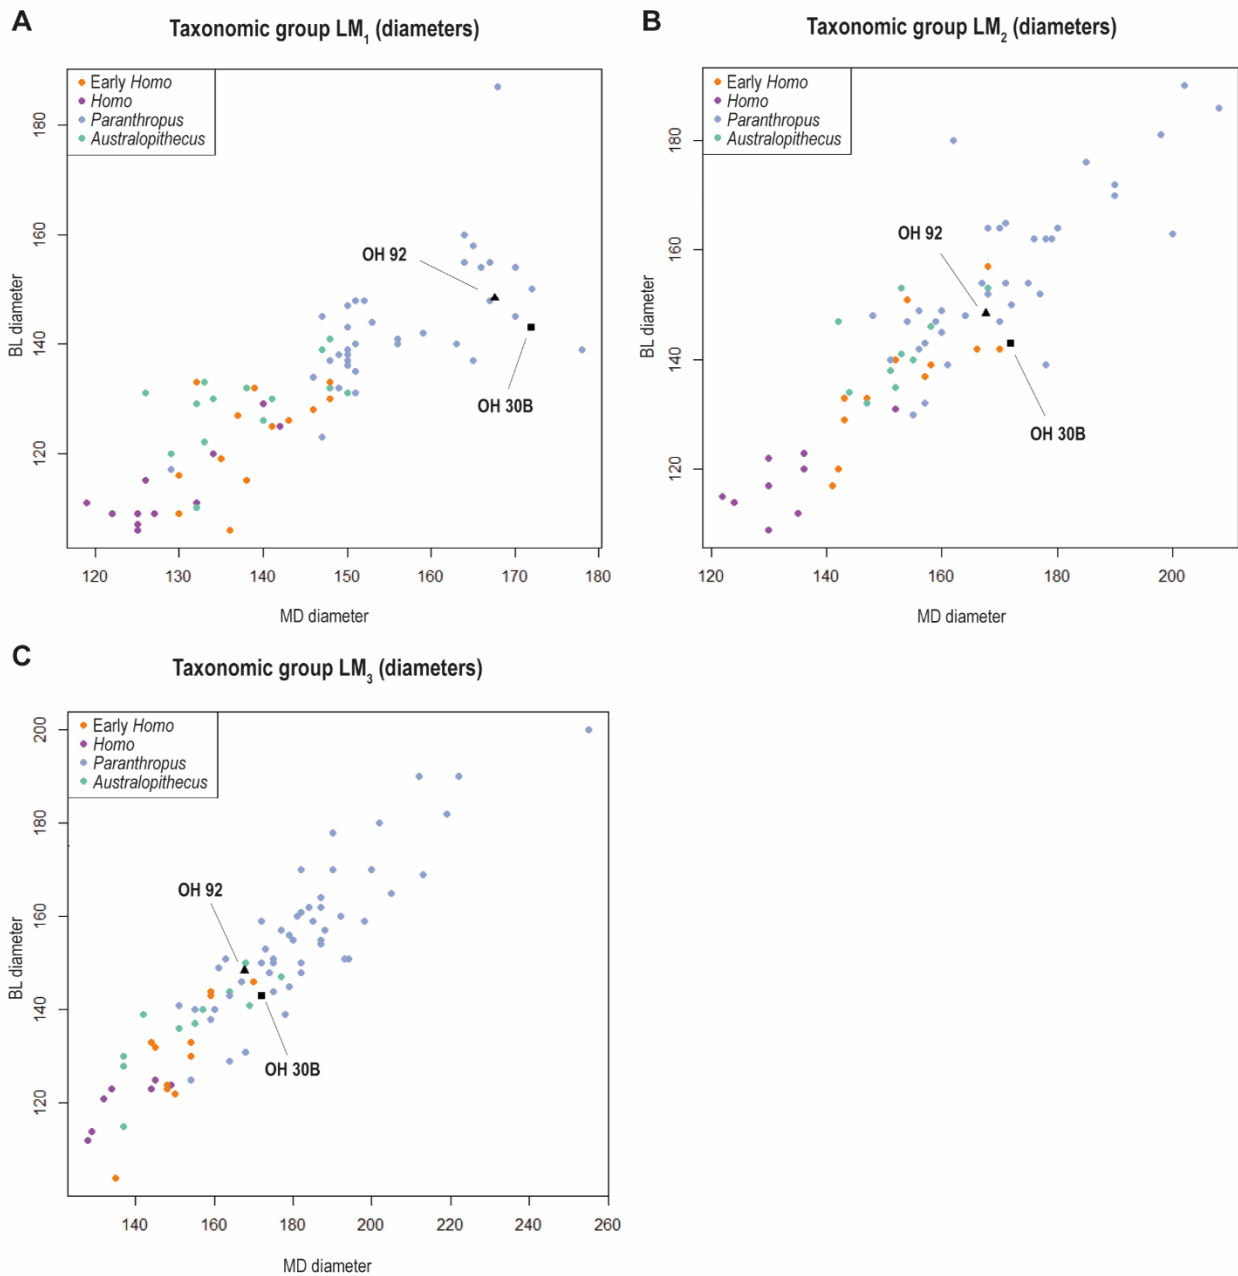 A
Taxonomic group LM1 (diameters)
Early Homo
Homo
Paranthropus
Australopithecus
180
160
140
120
BL diameter
OH 92
OH 30B
120 130 140 150 160 170 180
MD diameter
B
Taxonomic group LM2 (diameters)
Early Homo
Homo
Paranthropus
Australopithecus
180
160
140
120
BL diameter
OH 92
OH 30B
120 140 160 180 200
MD diameter
C
Taxonomic group LM3 (diameters)
Early Homo
Homo
Paranthropus
Australopithecus
200
180
160
140
120
BL diameter
OH 92
OH 30B
140 160 180 200 220 240 260
MD diameter